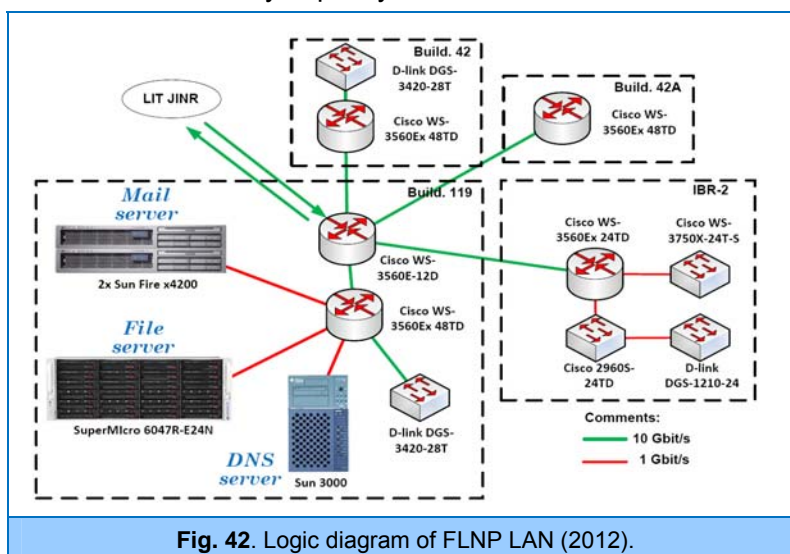 Build. 42
D-link DGS-
3420-28T
Cisco WS-
3560Ex 48TD
Build. 42A
Cisco WS-
3560Ex 48TD
LIT JINR
Build. 119
Mail
server
2x Sun Fire x4200
Cisco WS-
3560E-12D
File
server
SuperMIcro 6047R-E24N
Cisco WS-
3560Ex 48TD
DNS
server
Sun 3000
D-link DGS-
3420-28T
IBR-2
Cisco WS-
3560Ex 24TD
Cisco WS-
3750X-24T-S
Cisco 2960S-
24TD
D-link
DGS-1210-24
Comments:
10 Gbit/s
1 Gbit/s
Fig. 42. Logic diagram of FLNP LAN (2012).